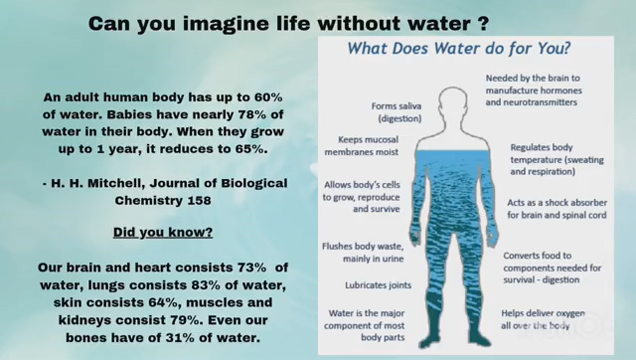 Can you imagine life without water ?
An adult human body has up to 60%
of water. Babies have nearly 78% of
water in their body. When they grow
up to 1 year, it reduces to 65%.
- H. H. Mitchell, Journal of Biological
Chemistry 158
Did you know?
Our brain and heart consists 73% of
water, lungs consists 83% of water,
skin consists 64%, muscles and
kidneys consist 79%. Even our
bones have of 31% of water.
What Does Water do for You?
Forms saliva
(digestion)
Keeps mucosal
membranes moist
Allows body's cells
to grow, reproduce
and survive
Flushes body waste,
mainly in urine
Lubricates joints
Water is the major
component of most
body parts
Needed by the brain to
manufacture hormones
and neurotransmitters
Regulates body
temperature (sweating
and respiration)
Acts as a shock absorber
for brain and spinal cord
Converts food to
components needed for
survival - digestion
Helps deliver oxygen
all over the body